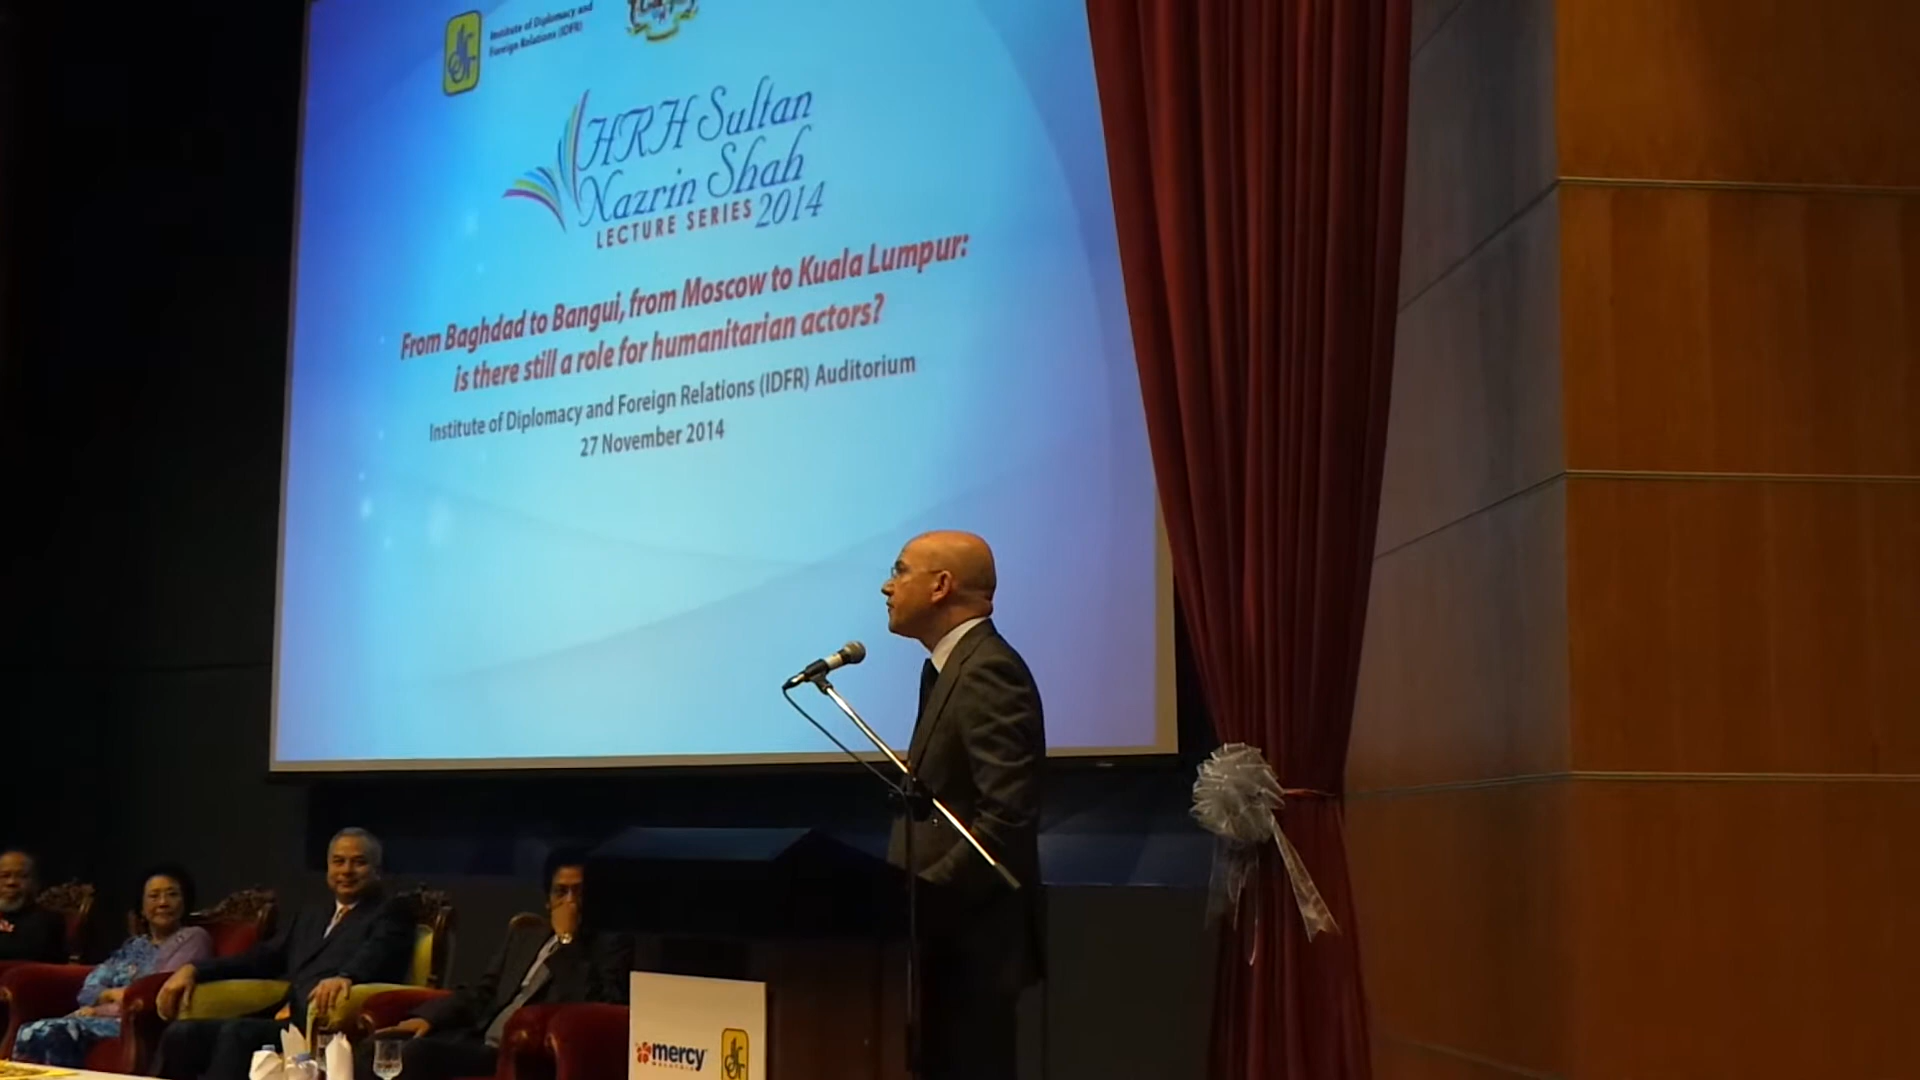 Institute of Diplomacy and
Foreign Relations (IDFR)
HRH Sultan
Nazrin Shah
LECTURE SERIES 2014
From Baghdad to Bangui, from Moscow to Kuala Lumpur:
is there still a role for humanitarian actors?
Institute of Diplomacy and Foreign Relations (IDFR) Auditorium
27 November 2014
mercy
MALAYSIA